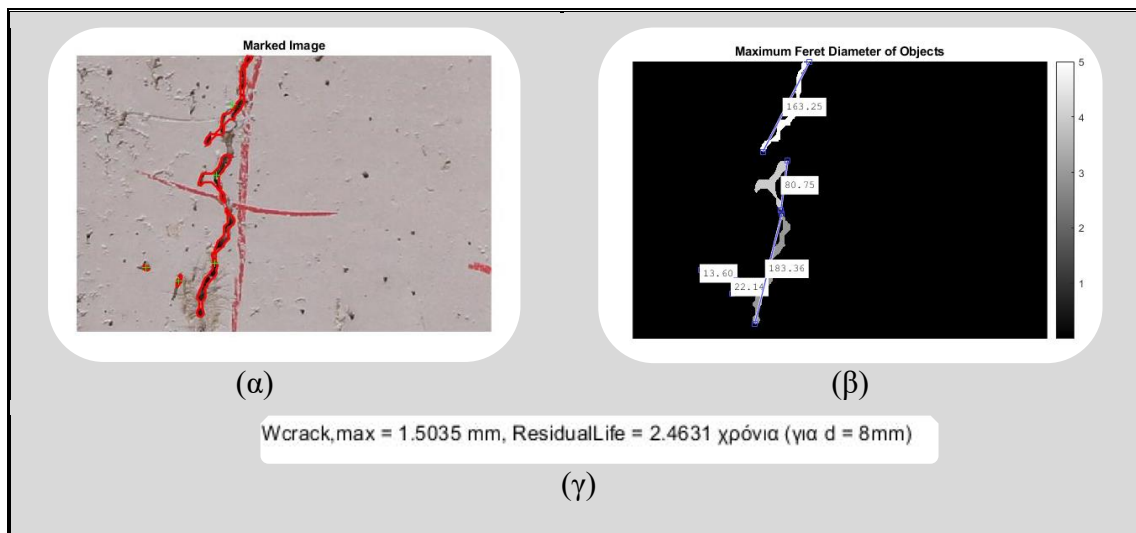 Marked Image
Maximum Feret Diameter of Objects
163.25
80.75
183.36
13.60
22.14
5
4
3
2
1
(α)
(β)
Wcrack,max = 1.5035 mm, ResidualLife = 2.4631 χρόνια (για d = 8mm)
(γ)